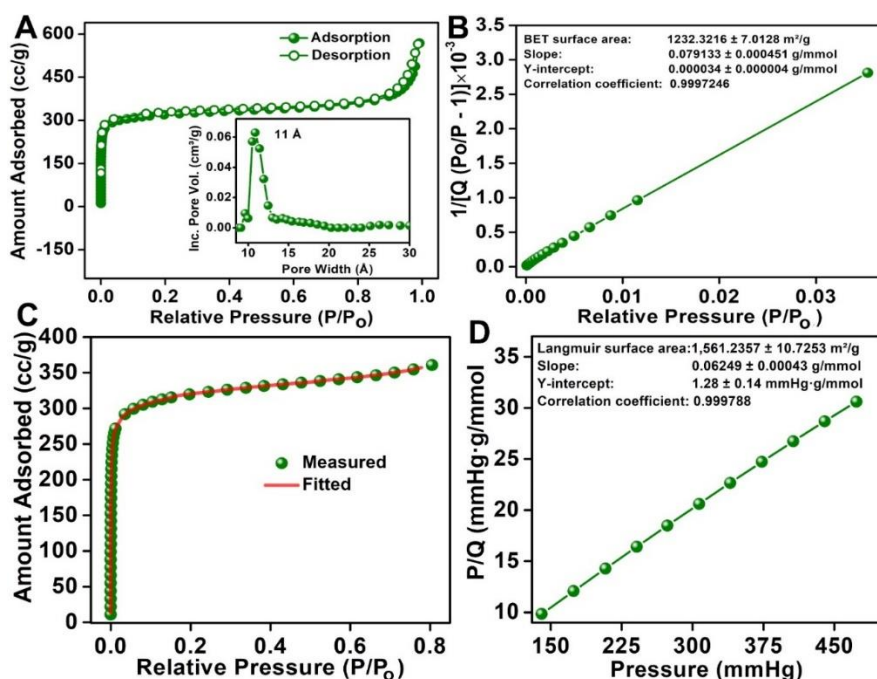 A
600
450
300
150
0
-150
Amount Adsorbed (cc/g)
Adsorption
Desorption
0.06
0.04
0.02
0.00
Inc. Pore Vol. (cm³/g)
11 Å
10 15 20 25 30
Pore Width (Å)
0.0 0.2 0.4 0.6 0.8 1.0
Relative Pressure (P/Po)
B
3.5
3.0
2.5
2.0
1.5
1.0
0.5
0.0
1/[Q (Po/P - 1)]×10-3
BET surface area: 1232.3216 ± 7.0128 m²/g
Slope: 0.079133 ± 0.000451 g/mmol
Y-intercept: 0.000034 ± 0.000004 g/mmol
Correlation coefficient: 0.9997246
0.00 0.01 0.02 0.03
Relative Pressure (P/Po )
C
400
350
300
250
200
150
100
50
0
Amount Adsorbed (cc/g)
Measured
Fitted
0.0 0.2 0.4 0.6 0.8
Relative Pressure (P/Po)
D
35
30
25
20
15
10
P/Q (mmHg·g/mmol)
Langmuir surface area:1,561.2357 ± 10.7253 m²/g
Slope: 0.06249 ± 0.00043 g/mmol
Y-intercept: 1.28 ± 0.14 mmHg·g/mmol
Correlation coefficient: 0.999788
150 225 300 375 450
Pressure (mmHg)